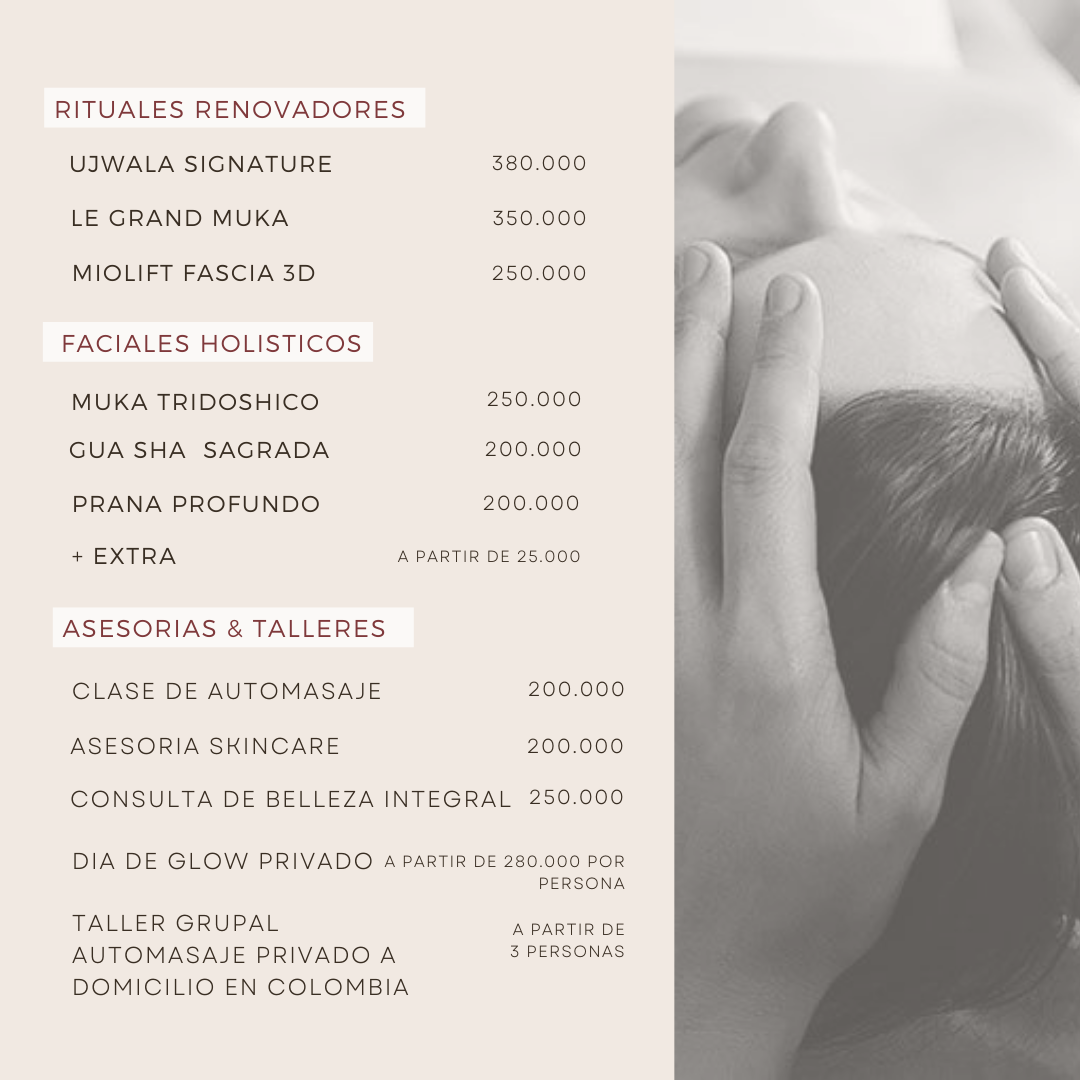 RITUALES RENOVADORES
UJWALA SIGNATURE 380.000
LE GRAND MUKA 350.000
MIOLIFT FASCIA 3D 250.000
FACIALES HOLISTICOS
MUKA TRIDOSHICO 250.000
GUA SHA SAGRADA 200.000
PRANA PROFUNDO 200.000
+ EXTRA A PARTIR DE 25.000
ASESORIAS & TALLERES
CLASE DE AUTOMASAJE 200.000
ASESORIA SKINCARE 200.000
CONSULTA DE BELLEZA INTEGRAL 250.000
DIA DE GLOW PRIVADO A PARTIR DE 280.000 POR
PERSONA
TALLER GRUPAL
AUTOMASAJE PRIVADO A
DOMICILIO EN COLOMBIA
A PARTIR DE
3 PERSONAS